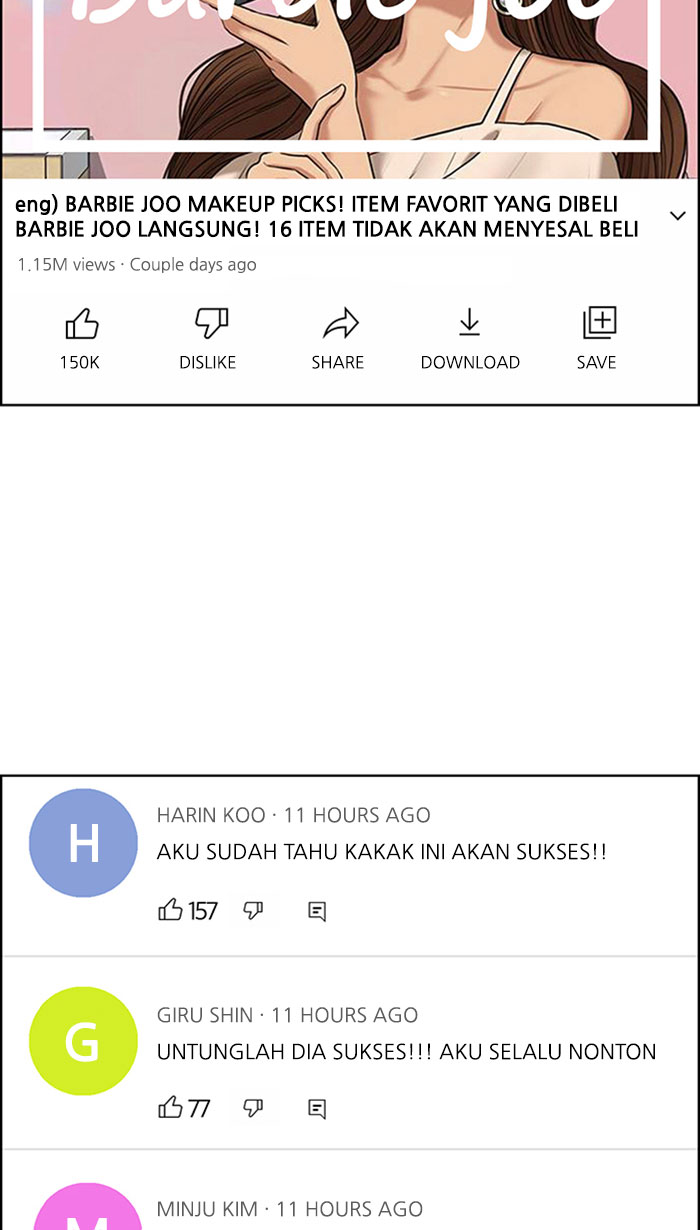 Barbie Joo
eng) BARBIE JOO MAKEUP PICKS! ITEM FAVORIT YANG DIBELI
BARBIE JOO LANGSUNG! 16 ITEM TIDAK AKAN MENYESAL BELI
1.15M views · Couple days ago
150K DISLIKE SHARE DOWNLOAD SAVE
H
HARIN KOO · 11 HOURS AGO
AKU SUDAH TAHU KAKAK INI AKAN SUKSES!!
157
G
GIRU SHIN · 11 HOURS AGO
UNTUNGLAH DIA SUKSES!!! AKU SELALU NONTON
77
M
MINJU KIM · 11 HOURS AGO